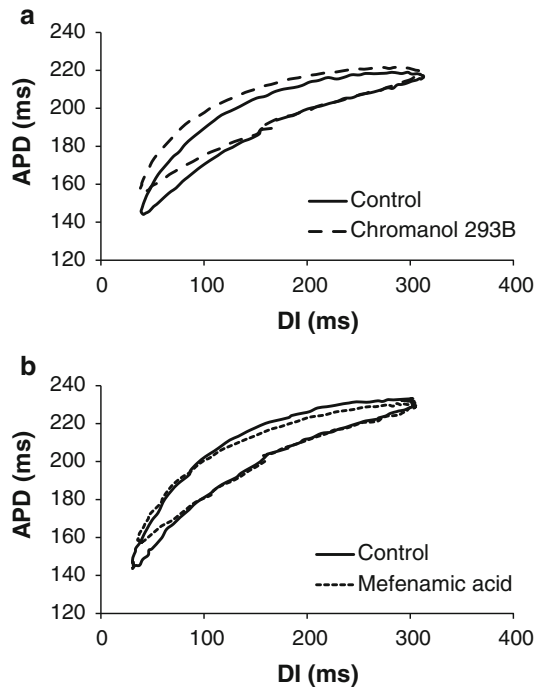 a
APD (ms)
240
220
200
180
160
140
120
0 100 200 300 400
DI (ms)
Control
Chromanol 293B
b
APD (ms)
240
220
200
180
160
140
120
0 100 200 300 400
DI (ms)
Control
Mefenamic acid